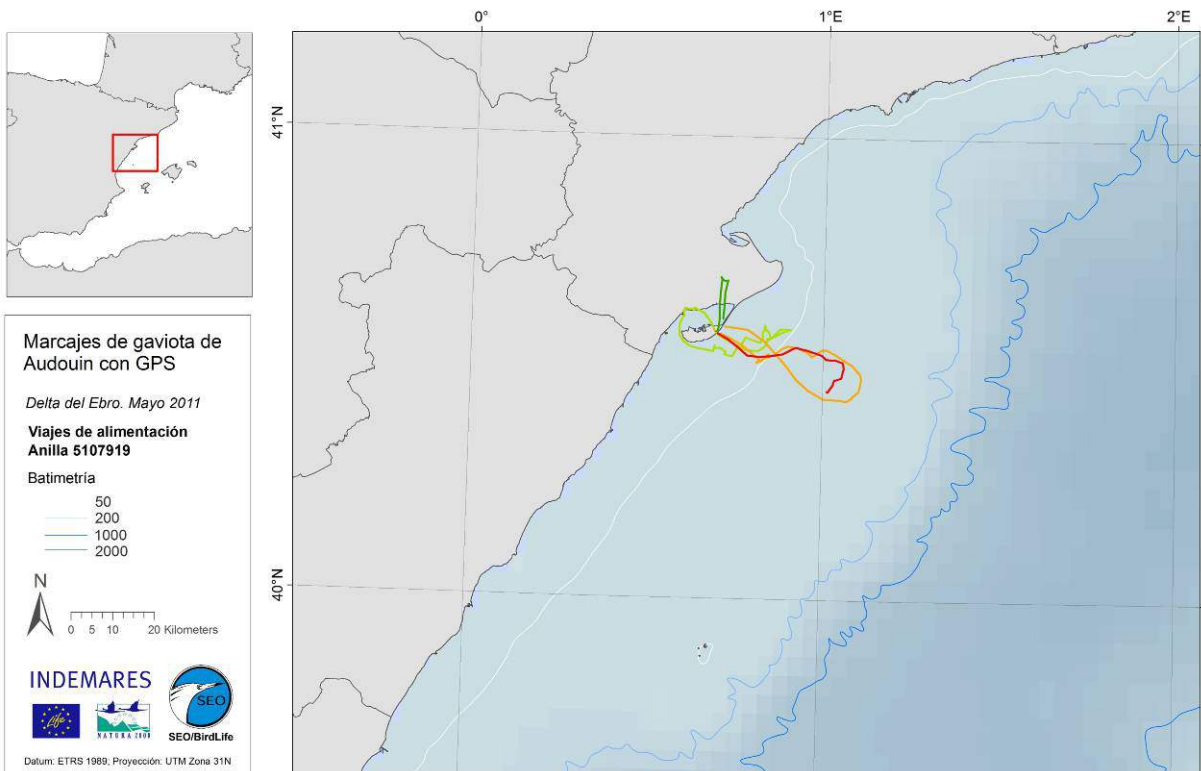 0°
1°E
2°E
41°N
40°N
Marcajes de gaviota de
Audouin con GPS
Delta del Ebro. Mayo 2011
Viajes de alimentación
Anilla 5107919
Batimetría
50
200
1000
2000
N
0 5 10 20 Kilometers
INDEMARES
Life
NATURA 2000
SEO
SEO/BirdLife
Datum: ETRS 1989; Proyección: UTM Zona 31N